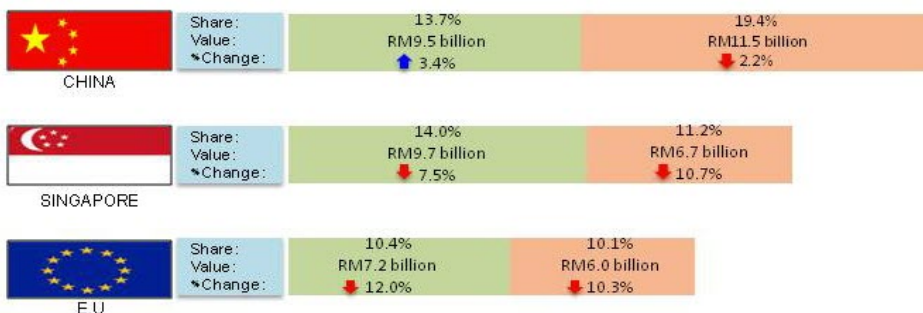 Share: 13.7% 19.4%
Value: RM9.5 billion RM11.5 billion
%Change: 3.4% 2.2%
CHINA
Share: 14.0% 11.2%
Value: RM9.7 billion RM6.7 billion
%Change: 7.5% 10.7%
SINGAPORE
Share: 10.4% 10.1%
Value: RM7.2 billion RM6.0 billion
%Change: 12.0% 10.3%
E U